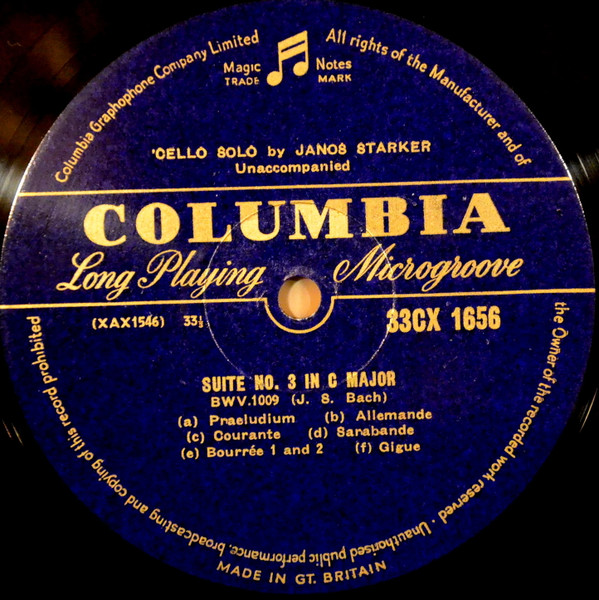 Columbia Graphophone Company Limited
Magic Notes
TRADE MARK
All rights of the Manufacturer and of
the Owner of the recorded work reserved · Unauthorised public performance, broadcasting and copying of this record prohibited
'CELLO SOLO by JANOS STARKER
Unaccompanied
COLUMBIA
Long Playing Microgroove
(XAX1546) 33⅓ 33CX 1656
SUITE NO. 3 IN C MAJOR
BWV.1009 (J. S. Bach)
(a) Praeludium (b) Allemande
(c) Courante (d) Sarabande
(e) Bourrée 1 and 2 (f) Gigue
MADE IN GT. BRITAIN